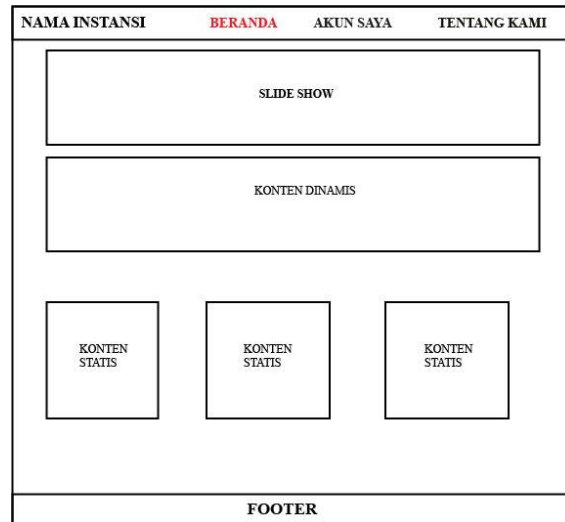 NAMA INSTANSI BERANDA AKUN SAYA TENTANG KAMI
SLIDE SHOW
KONTEN DINAMIS
KONTEN
STATIS
KONTEN
STATIS
KONTEN
STATIS
FOOTER